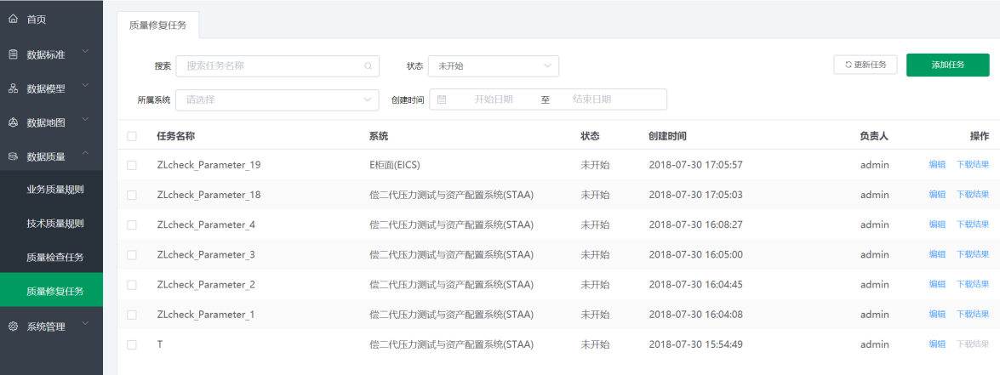 首页
数据标准
数据模型
数据地图
数据质量
业务质量规则
技术质量规则
质量检查任务
质量修复任务
系统管理
质量修复任务
搜索 搜索任务名称 状态 未开始 更新任务 添加任务
所属系统 请选择 创建时间 开始日期 至 结束日期
任务名称 系统 状态 创建时间 负责人 操作
ZLcheck_Parameter_19 E柜面(EICS) 未开始 2018-07-30 17:05:57 admin 编辑 下载结果
ZLcheck_Parameter_18 偿二代压力测试与资产配置系统(STAA) 未开始 2018-07-30 17:05:03 admin 编辑 下载结果
ZLcheck_Parameter_4 偿二代压力测试与资产配置系统(STAA) 未开始 2018-07-30 16:08:27 admin 编辑 下载结果
ZLcheck_Parameter_3 偿二代压力测试与资产配置系统(STAA) 未开始 2018-07-30 16:05:00 admin 编辑 下载结果
ZLcheck_Parameter_2 偿二代压力测试与资产配置系统(STAA) 未开始 2018-07-30 16:04:45 admin 编辑 下载结果
ZLcheck_Parameter_1 偿二代压力测试与资产配置系统(STAA) 未开始 2018-07-30 16:04:08 admin 编辑 下载结果
T 偿二代压力测试与资产配置系统(STAA) 未开始 2018-07-30 15:54:49 admin 编辑 下载结果